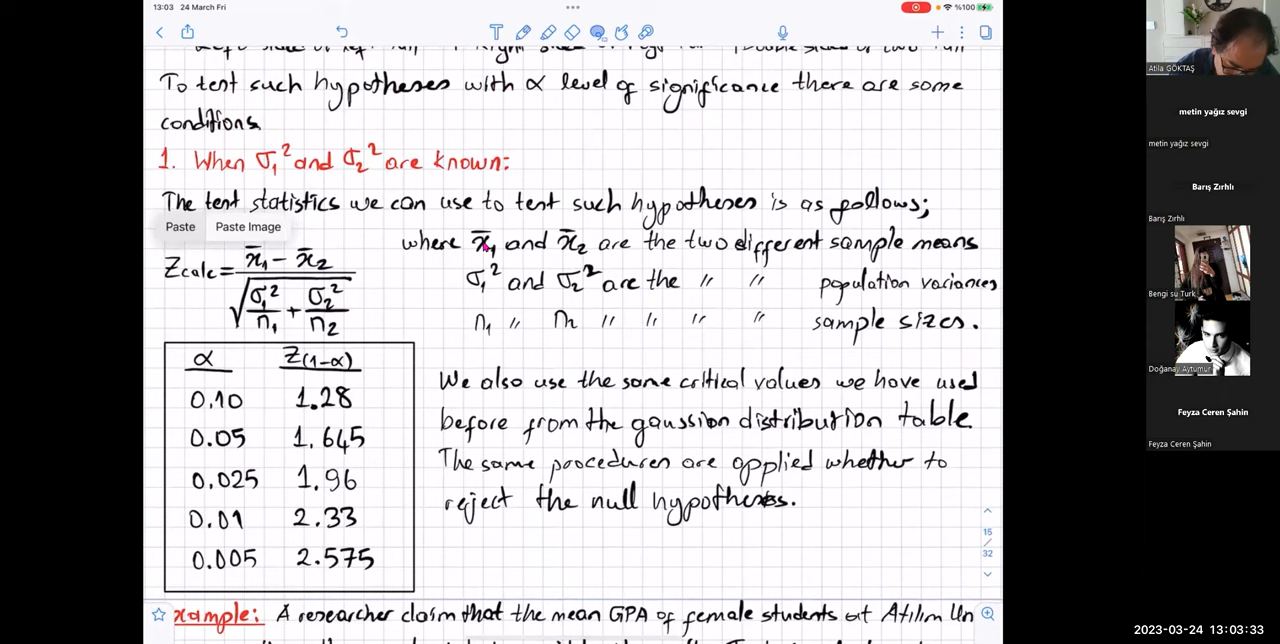 13:03 24 March Fri
%100
To test such hypotheses with α level of significance there are some
conditions.
1. When σ₁² and σ₂² are known:
The test statistics we can use to test such hypotheses is as follows;
Paste Paste Image
where x̄₁ and x̄₂ are the two different sample means
Zcalc = x̄₁ - x̄₂ / √(σ₁²/n₁ + σ₂²/n₂)
σ₁² and σ₂² are the " " population variances
n₁ " n₂ " " " " sample sizes.
α Z(1-α)
0.10 1.28
0.05 1.645
0.025 1.96
0.01 2.33
0.005 2.575
We also use the same critical values we have used
before from the gaussion distribution table.
The same procedures are applied whether to
reject the null hypotheses.
15
/
32
xample: A researcher claim that the mean GPA of female students at Atılım Un
Atila GÖKTAŞ
metin yağız sevgi
metin yağız sevgi
Barış Zırhlı
Barış Zırhlı
Bengi su Turk
Doğanay Aytumur
Feyza Ceren Şahin
Feyza Ceren Şahin
2023-03-24 13:03:33